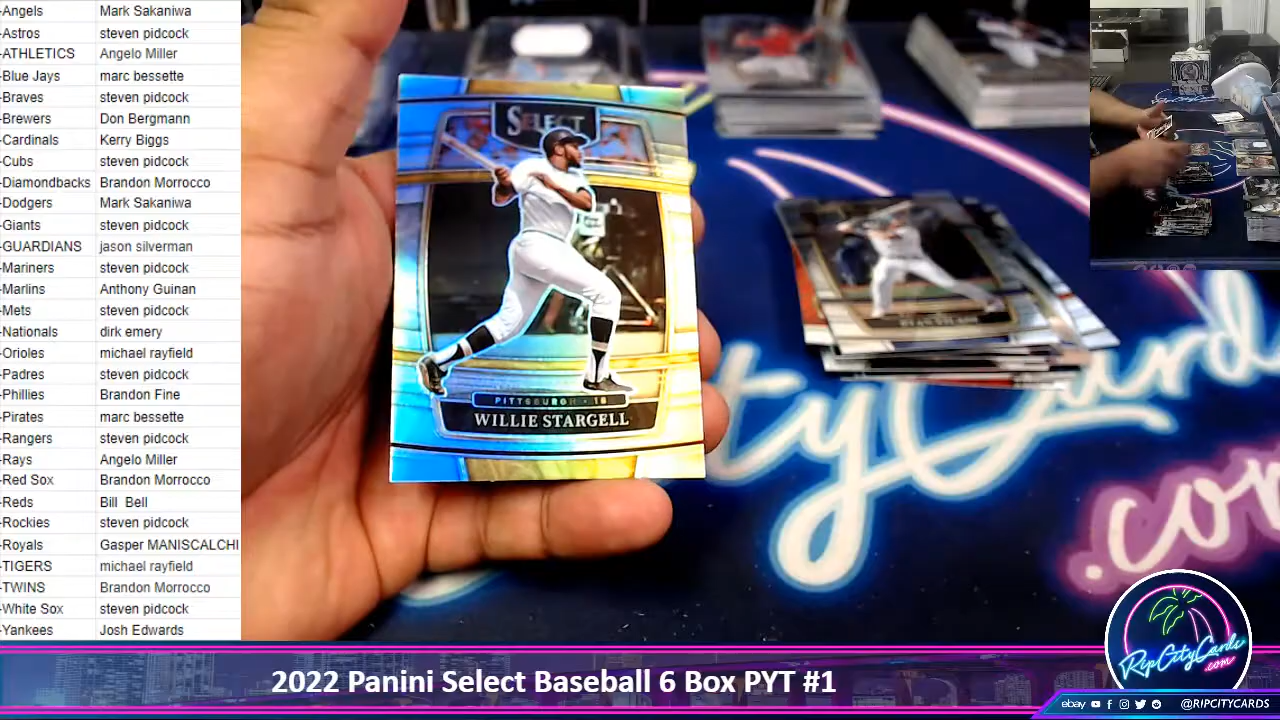 -Angels Mark Sakaniwa
-Astros steven pidcock
-ATHLETICS Angelo Miller
-Blue Jays marc bessette
-Braves steven pidcock
-Brewers Don Bergmann
-Cardinals Kerry Biggs
-Cubs steven pidcock
-Diamondbacks Brandon Morrocco
-Dodgers Mark Sakaniwa
-Giants steven pidcock
-GUARDIANS jason silverman
-Mariners steven pidcock
-Marlins Anthony Guinan
-Mets steven pidcock
-Nationals dirk emery
-Orioles michael rayfield
-Padres steven pidcock
-Phillies Brandon Fine
-Pirates marc bessette
-Rangers steven pidcock
-Rays Angelo Miller
-Red Sox Brandon Morrocco
-Reds Bill Bell
-Rockies steven pidcock
-Royals Gasper MANISCALCHI
-TIGERS michael rayfield
-TWINS Brandon Morrocco
-White Sox steven pidcock
-Yankees Josh Edwards
SELECT
PITTSBURGH • 1B
WILLIE STARGELL
ty
.co
RipCityCards
.com
2022 Panini Select Baseball 6 Box PYT #1
ebay @RIPCITYCARDS